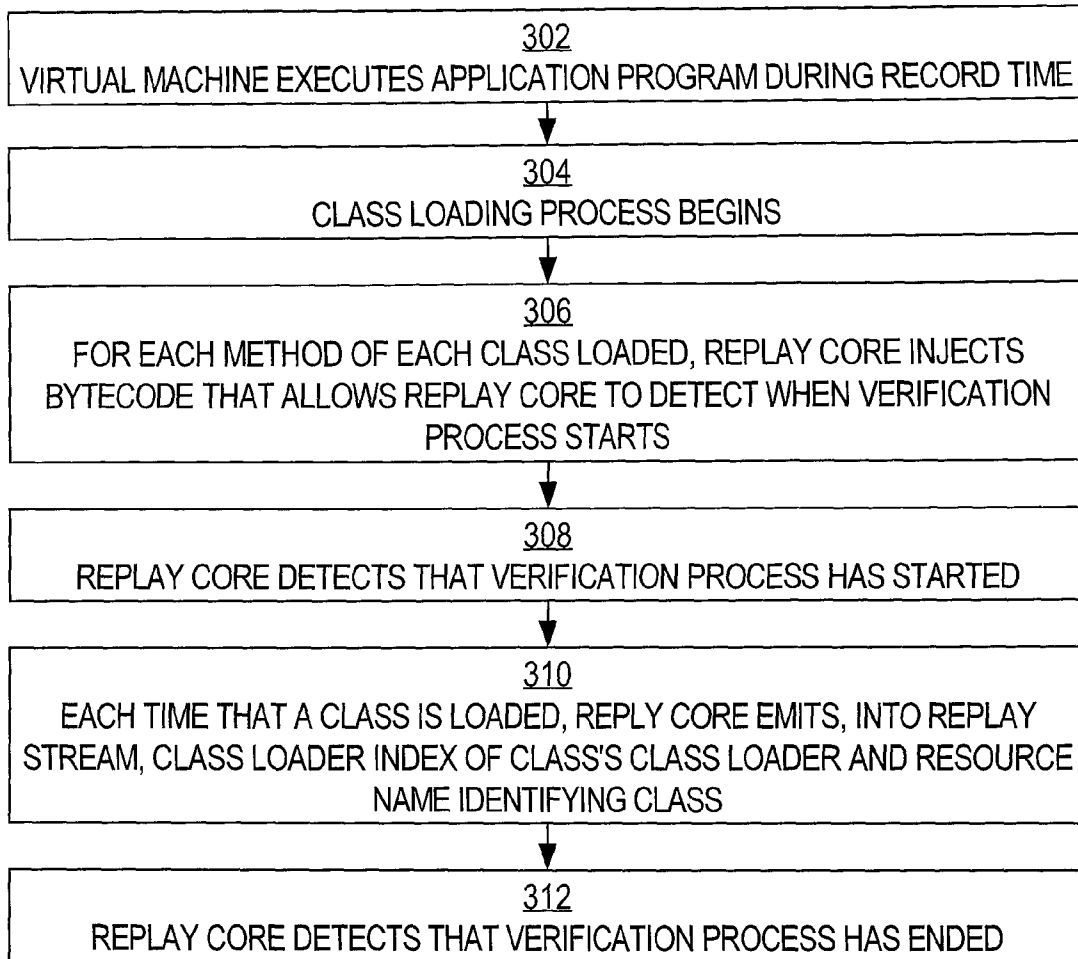 302
VIRTUAL MACHINE EXECUTES APPLICATION PROGRAM DURING RECORD TIME
304
CLASS LOADING PROCESS BEGINS
306
FOR EACH METHOD OF EACH CLASS LOADED, REPLAY CORE INJECTS
BYTECODE THAT ALLOWS REPLAY CORE TO DETECT WHEN VERIFICATION
PROCESS STARTS
308
REPLAY CORE DETECTS THAT VERIFICATION PROCESS HAS STARTED
310
EACH TIME THAT A CLASS IS LOADED, REPLY CORE EMITS, INTO REPLAY
STREAM, CLASS LOADER INDEX OF CLASS'S CLASS LOADER AND RESOURCE
NAME IDENTIFYING CLASS
312
REPLAY CORE DETECTS THAT VERIFICATION PROCESS HAS ENDED